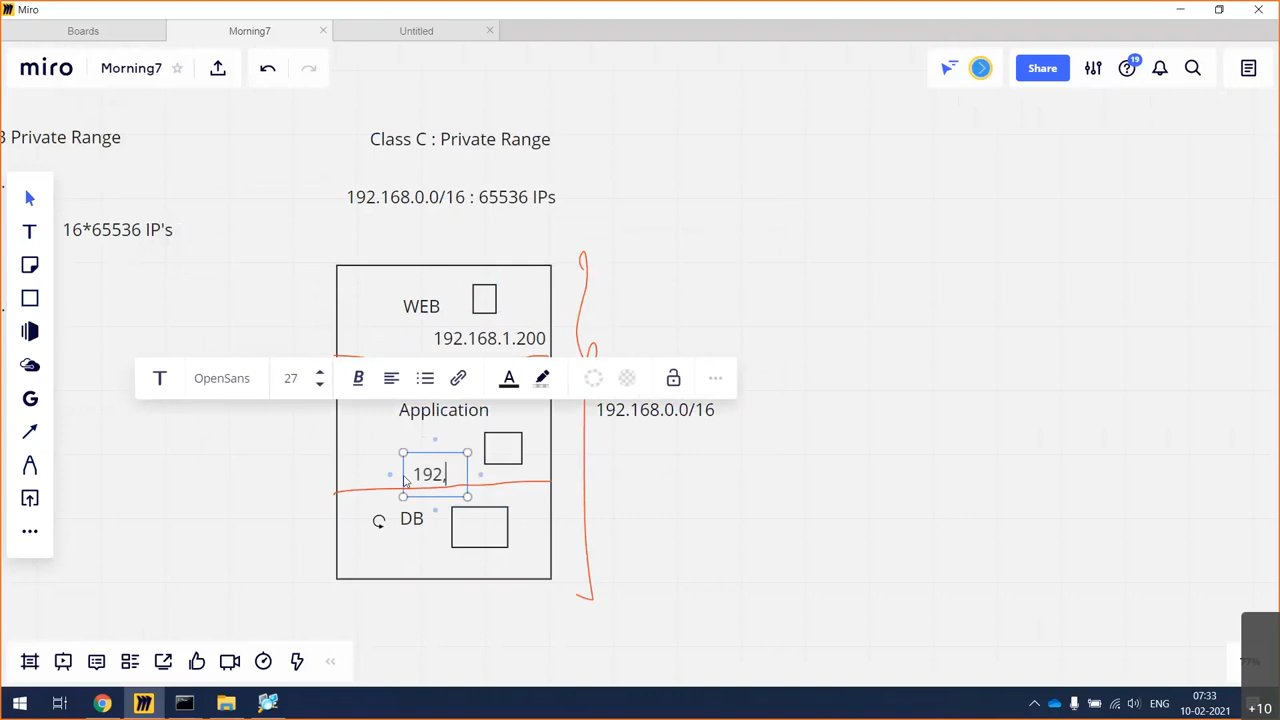 Miro
Boards
Morning7
Untitled
miro
Morning7
Share
19
B Private Range
Class C : Private Range
192.168.0.0/16 : 65536 IPs
16*65536 IP's
WEB
192.168.1.200
OpenSans
27
B
A
Application
192.168.0.0/16
192,
DB
ENG
07:33
10-02-2021
+10